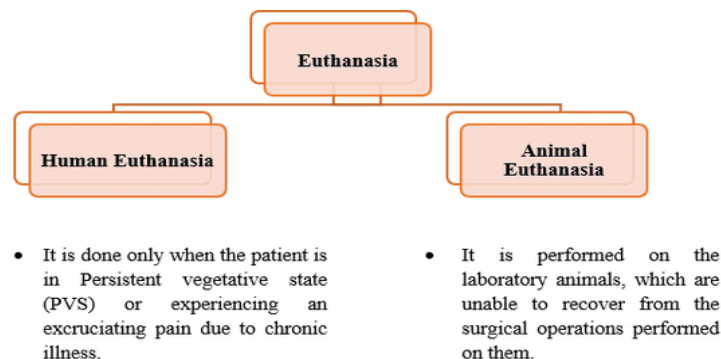 Euthanasia
Human Euthanasia
Animal
Euthanasia
• It is done only when the patient is
in Persistent vegetative state
(PVS) or experiencing an
excruciating pain due to chronic
illness.
• It is performed on the
laboratory animals, which are
unable to recover from the
surgical operations performed
on them.